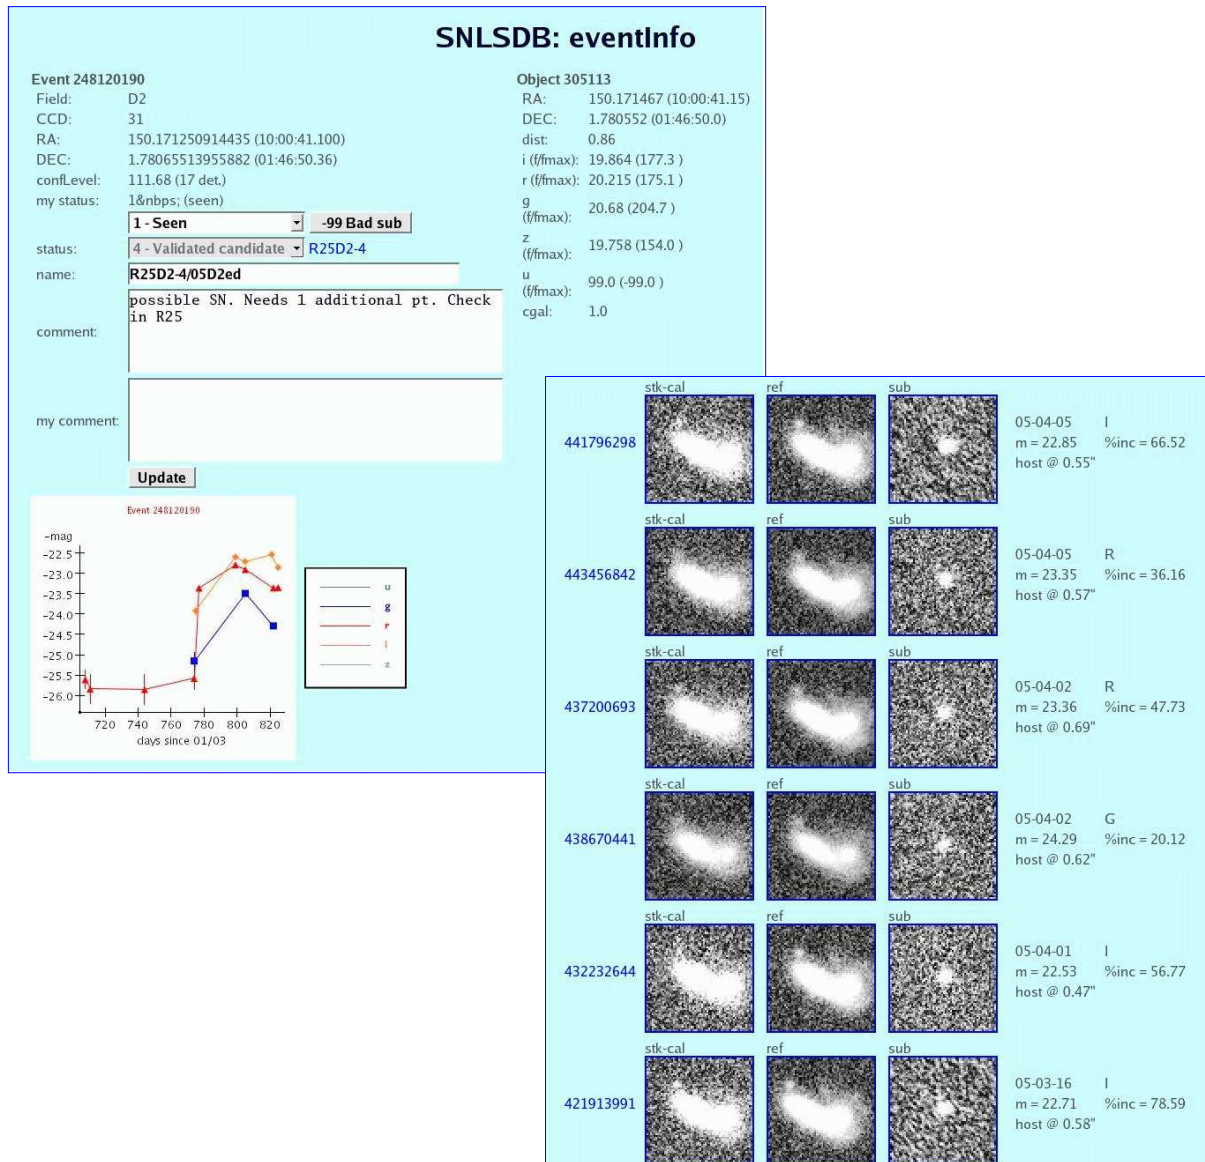 SNLSDB: eventInfo
Event 248120190
Field: D2
CCD: 31
RA: 150.171250914435 (10:00:41.100)
DEC: 1.78065513955882 (01:46:50.36)
confLevel: 111.68 (17 det.)
my status: 1&nbps; (seen)
1 - Seen -99 Bad sub
status: 4 - Validated candidate R25D2-4
name: R25D2-4/05D2ed
possible SN. Needs 1 additional pt. Check
in R25
comment:
my comment:
Update
Object 305113
RA: 150.171467 (10:00:41.15)
DEC: 1.780552 (01:46:50.0)
dist: 0.86
i (f/fmax): 19.864 (177.3 )
r (f/fmax): 20.215 (175.1 )
g
(f/fmax): 20.68 (204.7 )
z
(f/fmax): 19.758 (154.0 )
u
(f/fmax): 99.0 (-99.0 )
cgal: 1.0
Event 248120190
-mag
-22.5
-23.0
-23.5
-24.0
-24.5
-25.0
-25.5
-26.0
720 740 760 780 800 820
days since 01/03
u
g
r
i
z
stk-cal ref sub
05-04-05 I
441796298 m = 22.85 %inc = 66.52
host @ 0.55"
stk-cal ref sub
05-04-05 R
443456842 m = 23.35 %inc = 36.16
host @ 0.57"
stk-cal ref sub
05-04-02 R
437200693 m = 23.36 %inc = 47.73
host @ 0.69"
stk-cal ref sub
05-04-02 G
438670441 m = 24.29 %inc = 20.12
host @ 0.62"
stk-cal ref sub
05-04-01 I
432232644 m = 22.53 %inc = 56.77
host @ 0.47"
stk-cal ref sub
05-03-16 I
421913991 m = 22.71 %inc = 78.59
host @ 0.58"